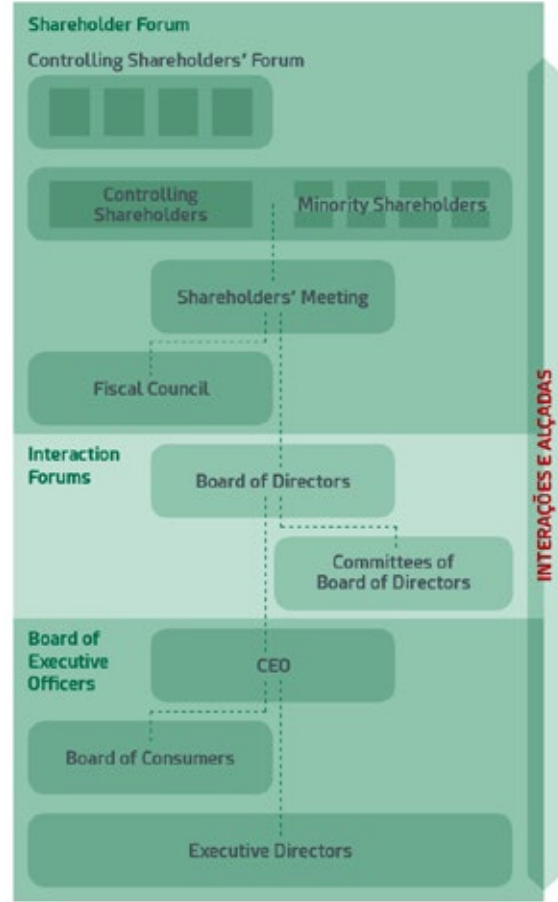 Shareholder Forum
Controlling Shareholders' Forum
Controlling
Shareholders
Minority Shareholders
Shareholders' Meeting
Fiscal Council
Interaction
Forums
Board of Directors
Committees of
Board of Directors
Board of
Executive
Officers
CEO
Board of Consumers
Executive Directors
INTERAÇÕES E ALÇADAS